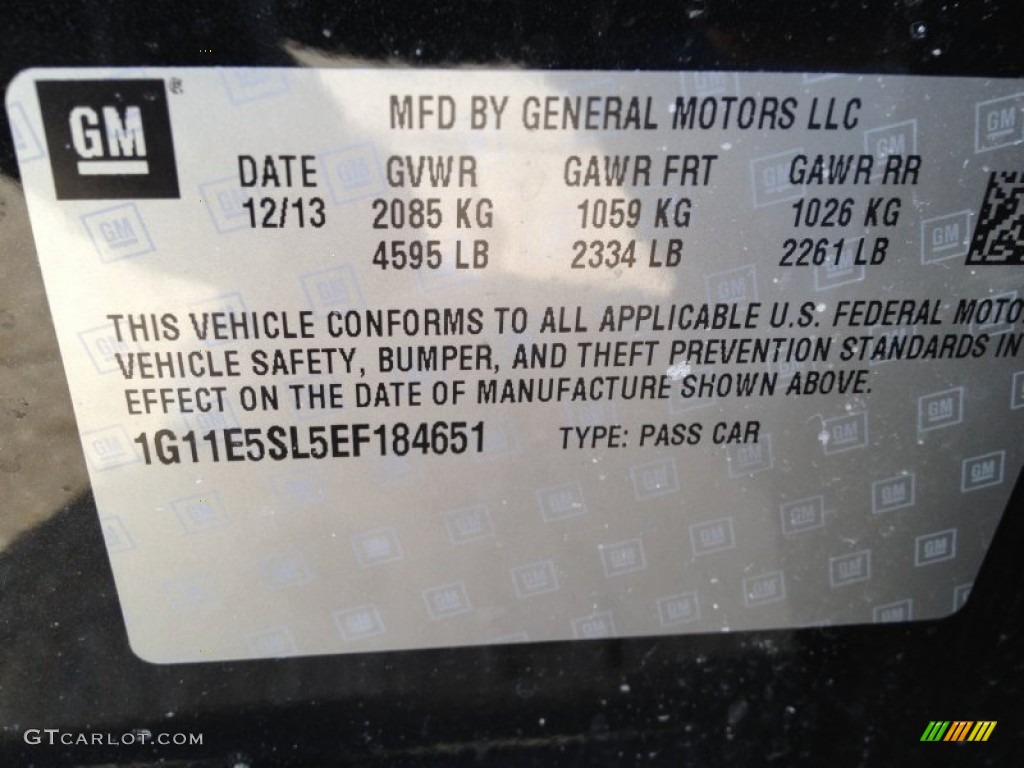 GM
MFD BY GENERAL MOTORS LLC
DATE GVWR GAWR FRT GAWR RR
12/13 2085 KG 1059 KG 1026 KG
4595 LB 2334 LB 2261 LB
THIS VEHICLE CONFORMS TO ALL APPLICABLE U.S. FEDERAL MOTO
VEHICLE SAFETY, BUMPER, AND THEFT PREVENTION STANDARDS IN
EFFECT ON THE DATE OF MANUFACTURE SHOWN ABOVE.
1G11E5SL5EF184651 TYPE: PASS CAR
GTCARLOT.COM